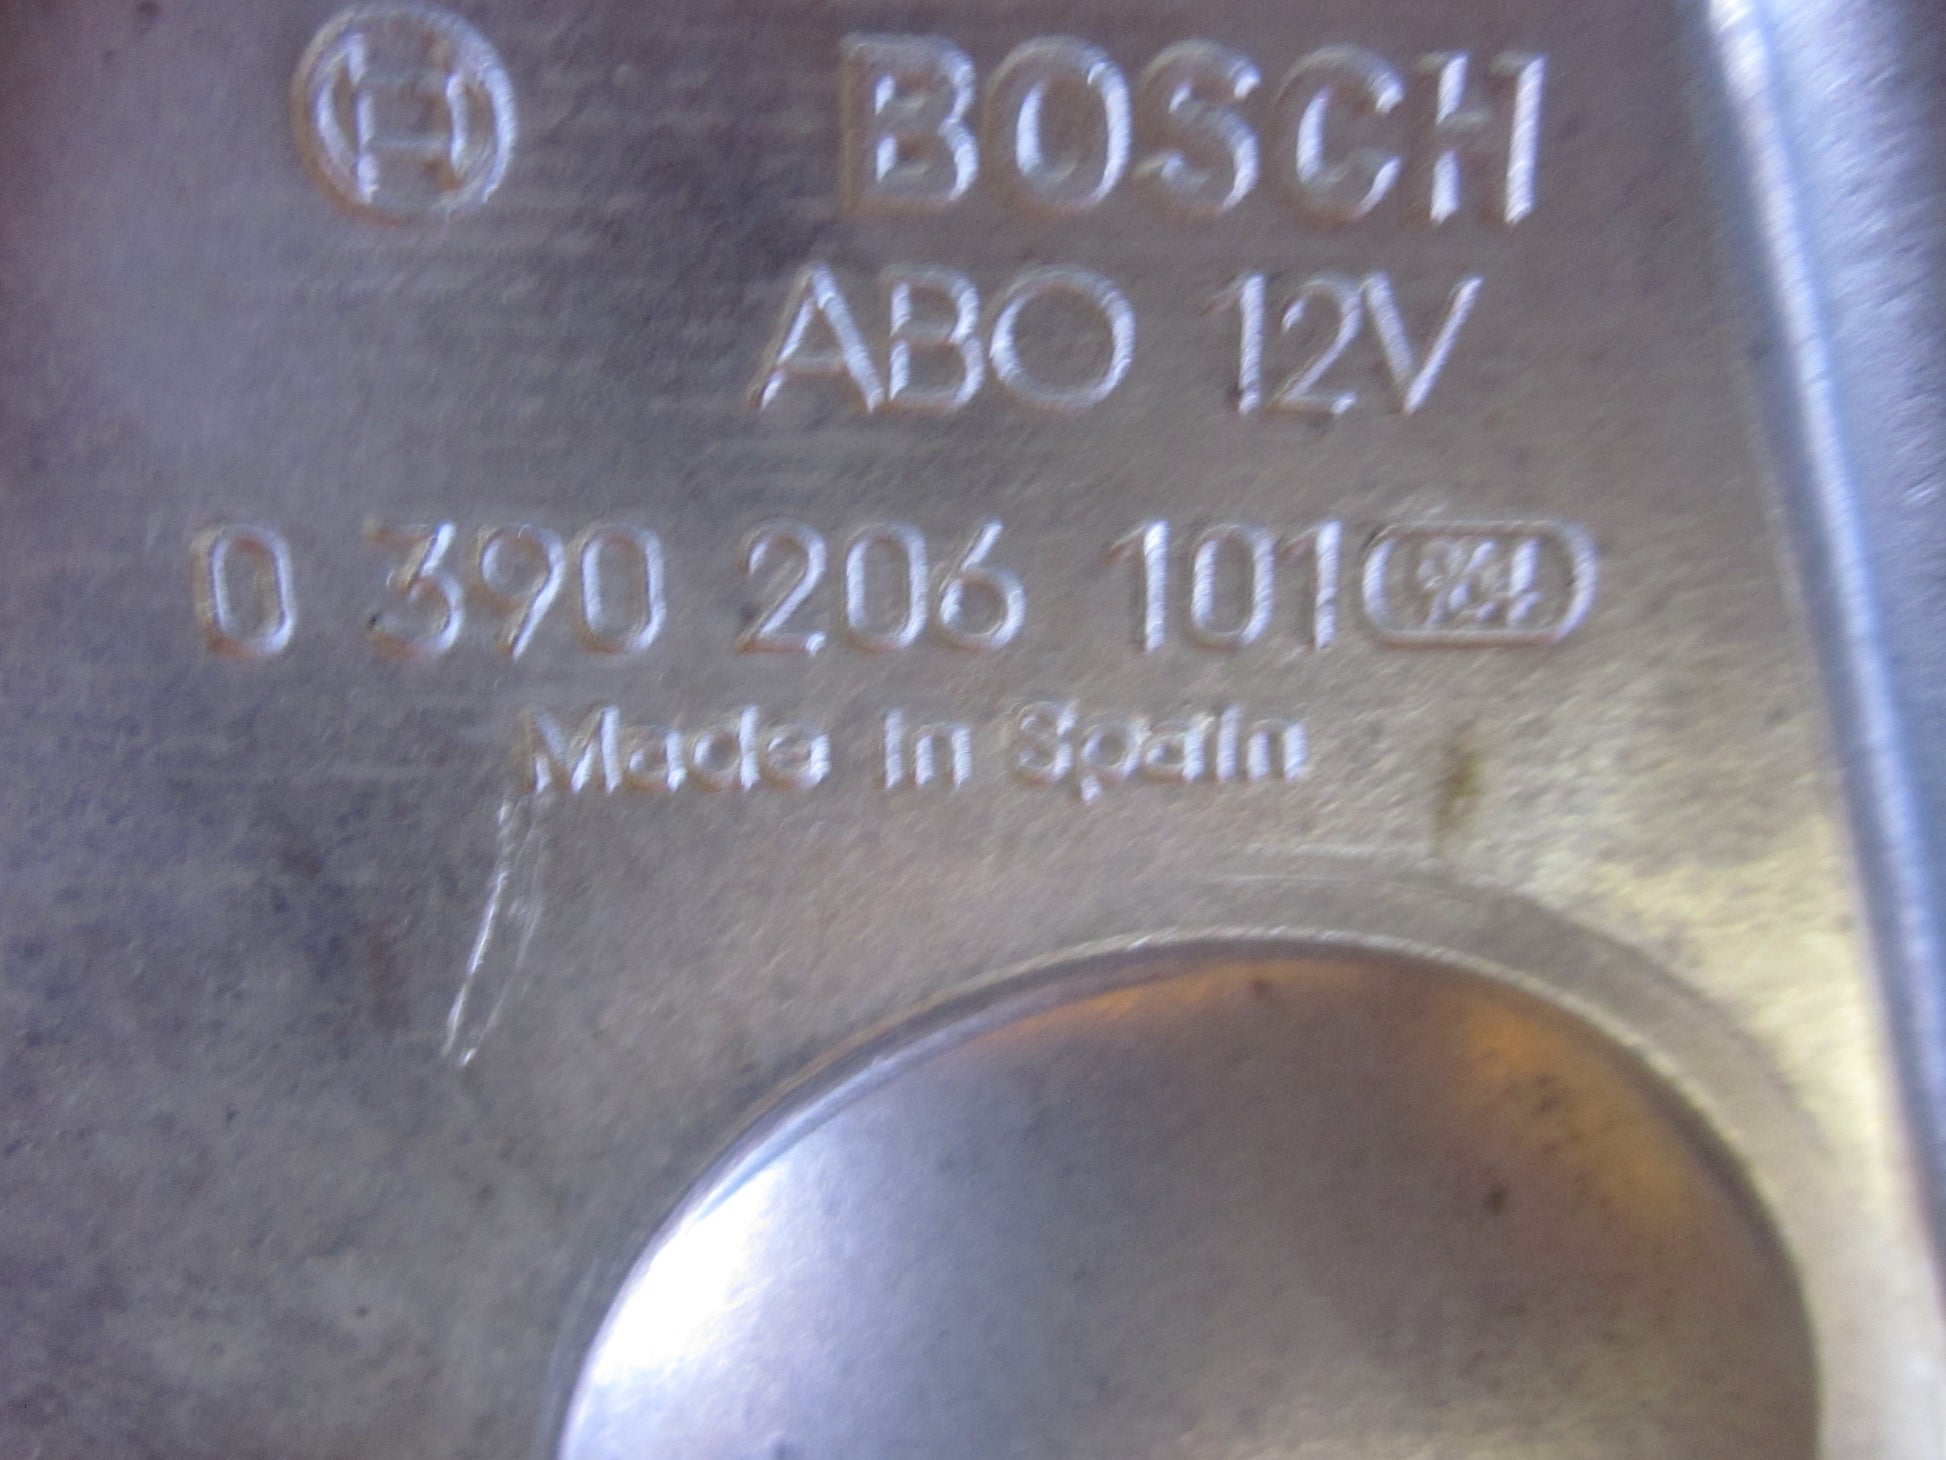 BOSCH
ABO 12V
0 390 206 101
Made in Spain